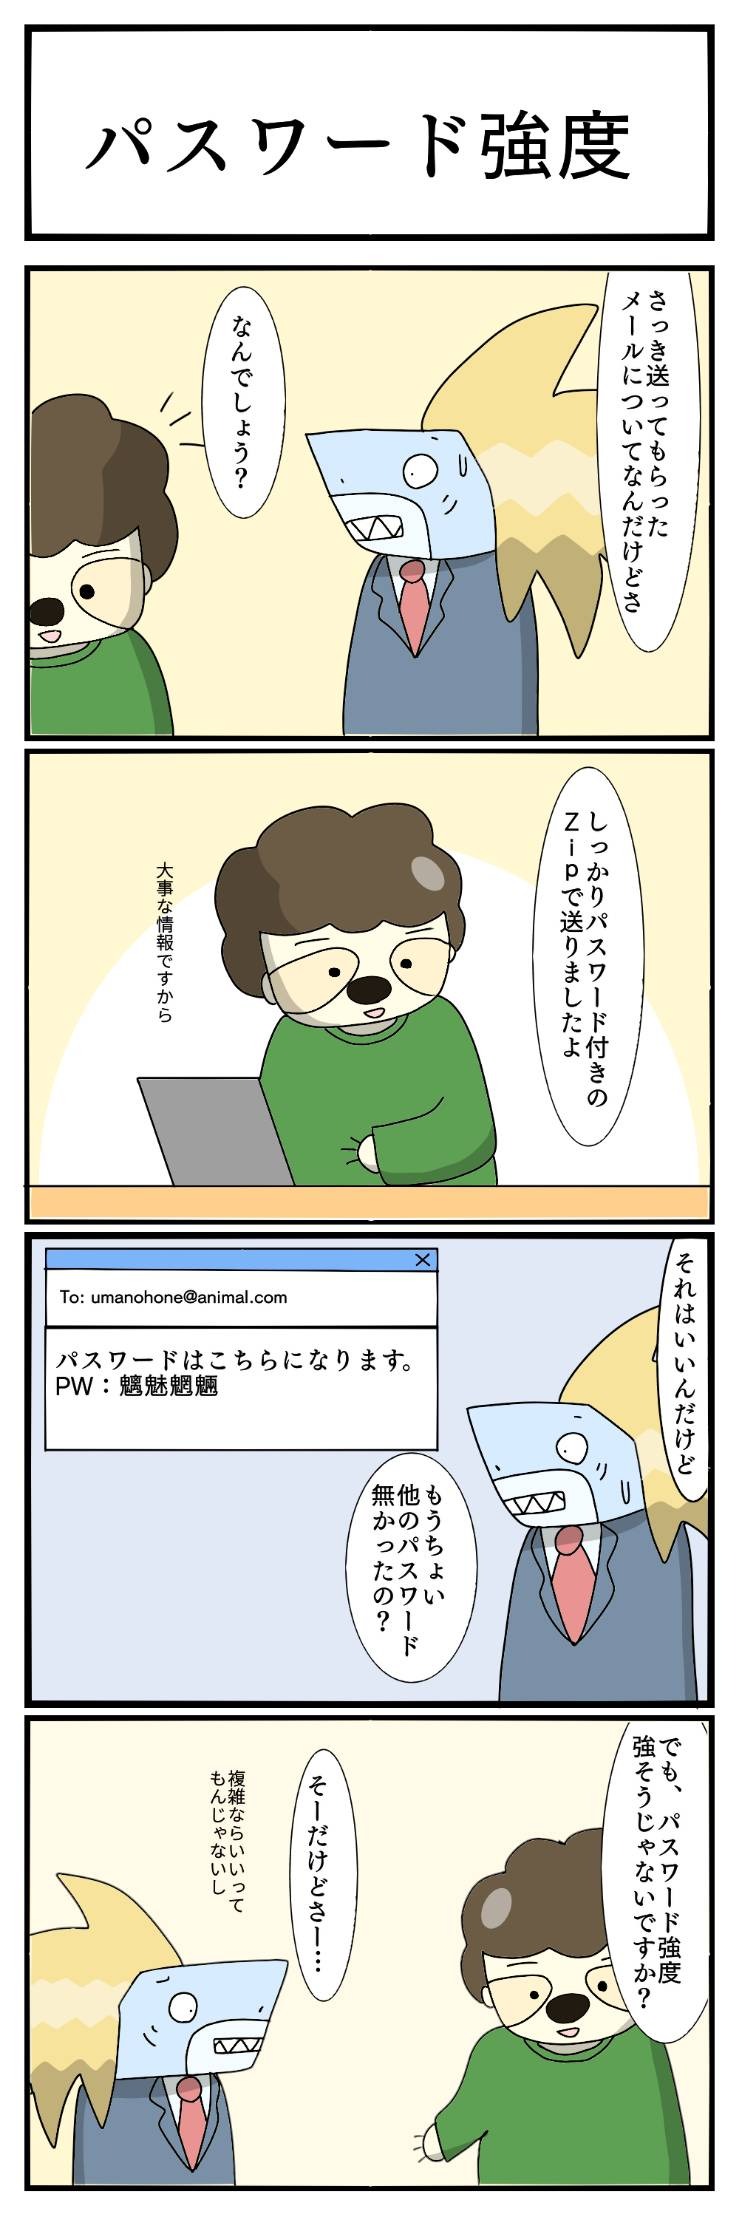 パスワード強度
さっき送ってもらった
メールについてなんだけどさ
なんでしょう?
しっかりパスワード付きの
Zipで送りましたよ
大事な情報ですから
それはいいんだけど
To: umanohone@animal.com
パスワードはこちらになります。
PW：魑魅魍魎
もうちょい
他のパスワード
無かったの?
でも、パスワード強度
強そうじゃないですか?
そーだけどさー…
複雑ならいいって
もんじゃないし